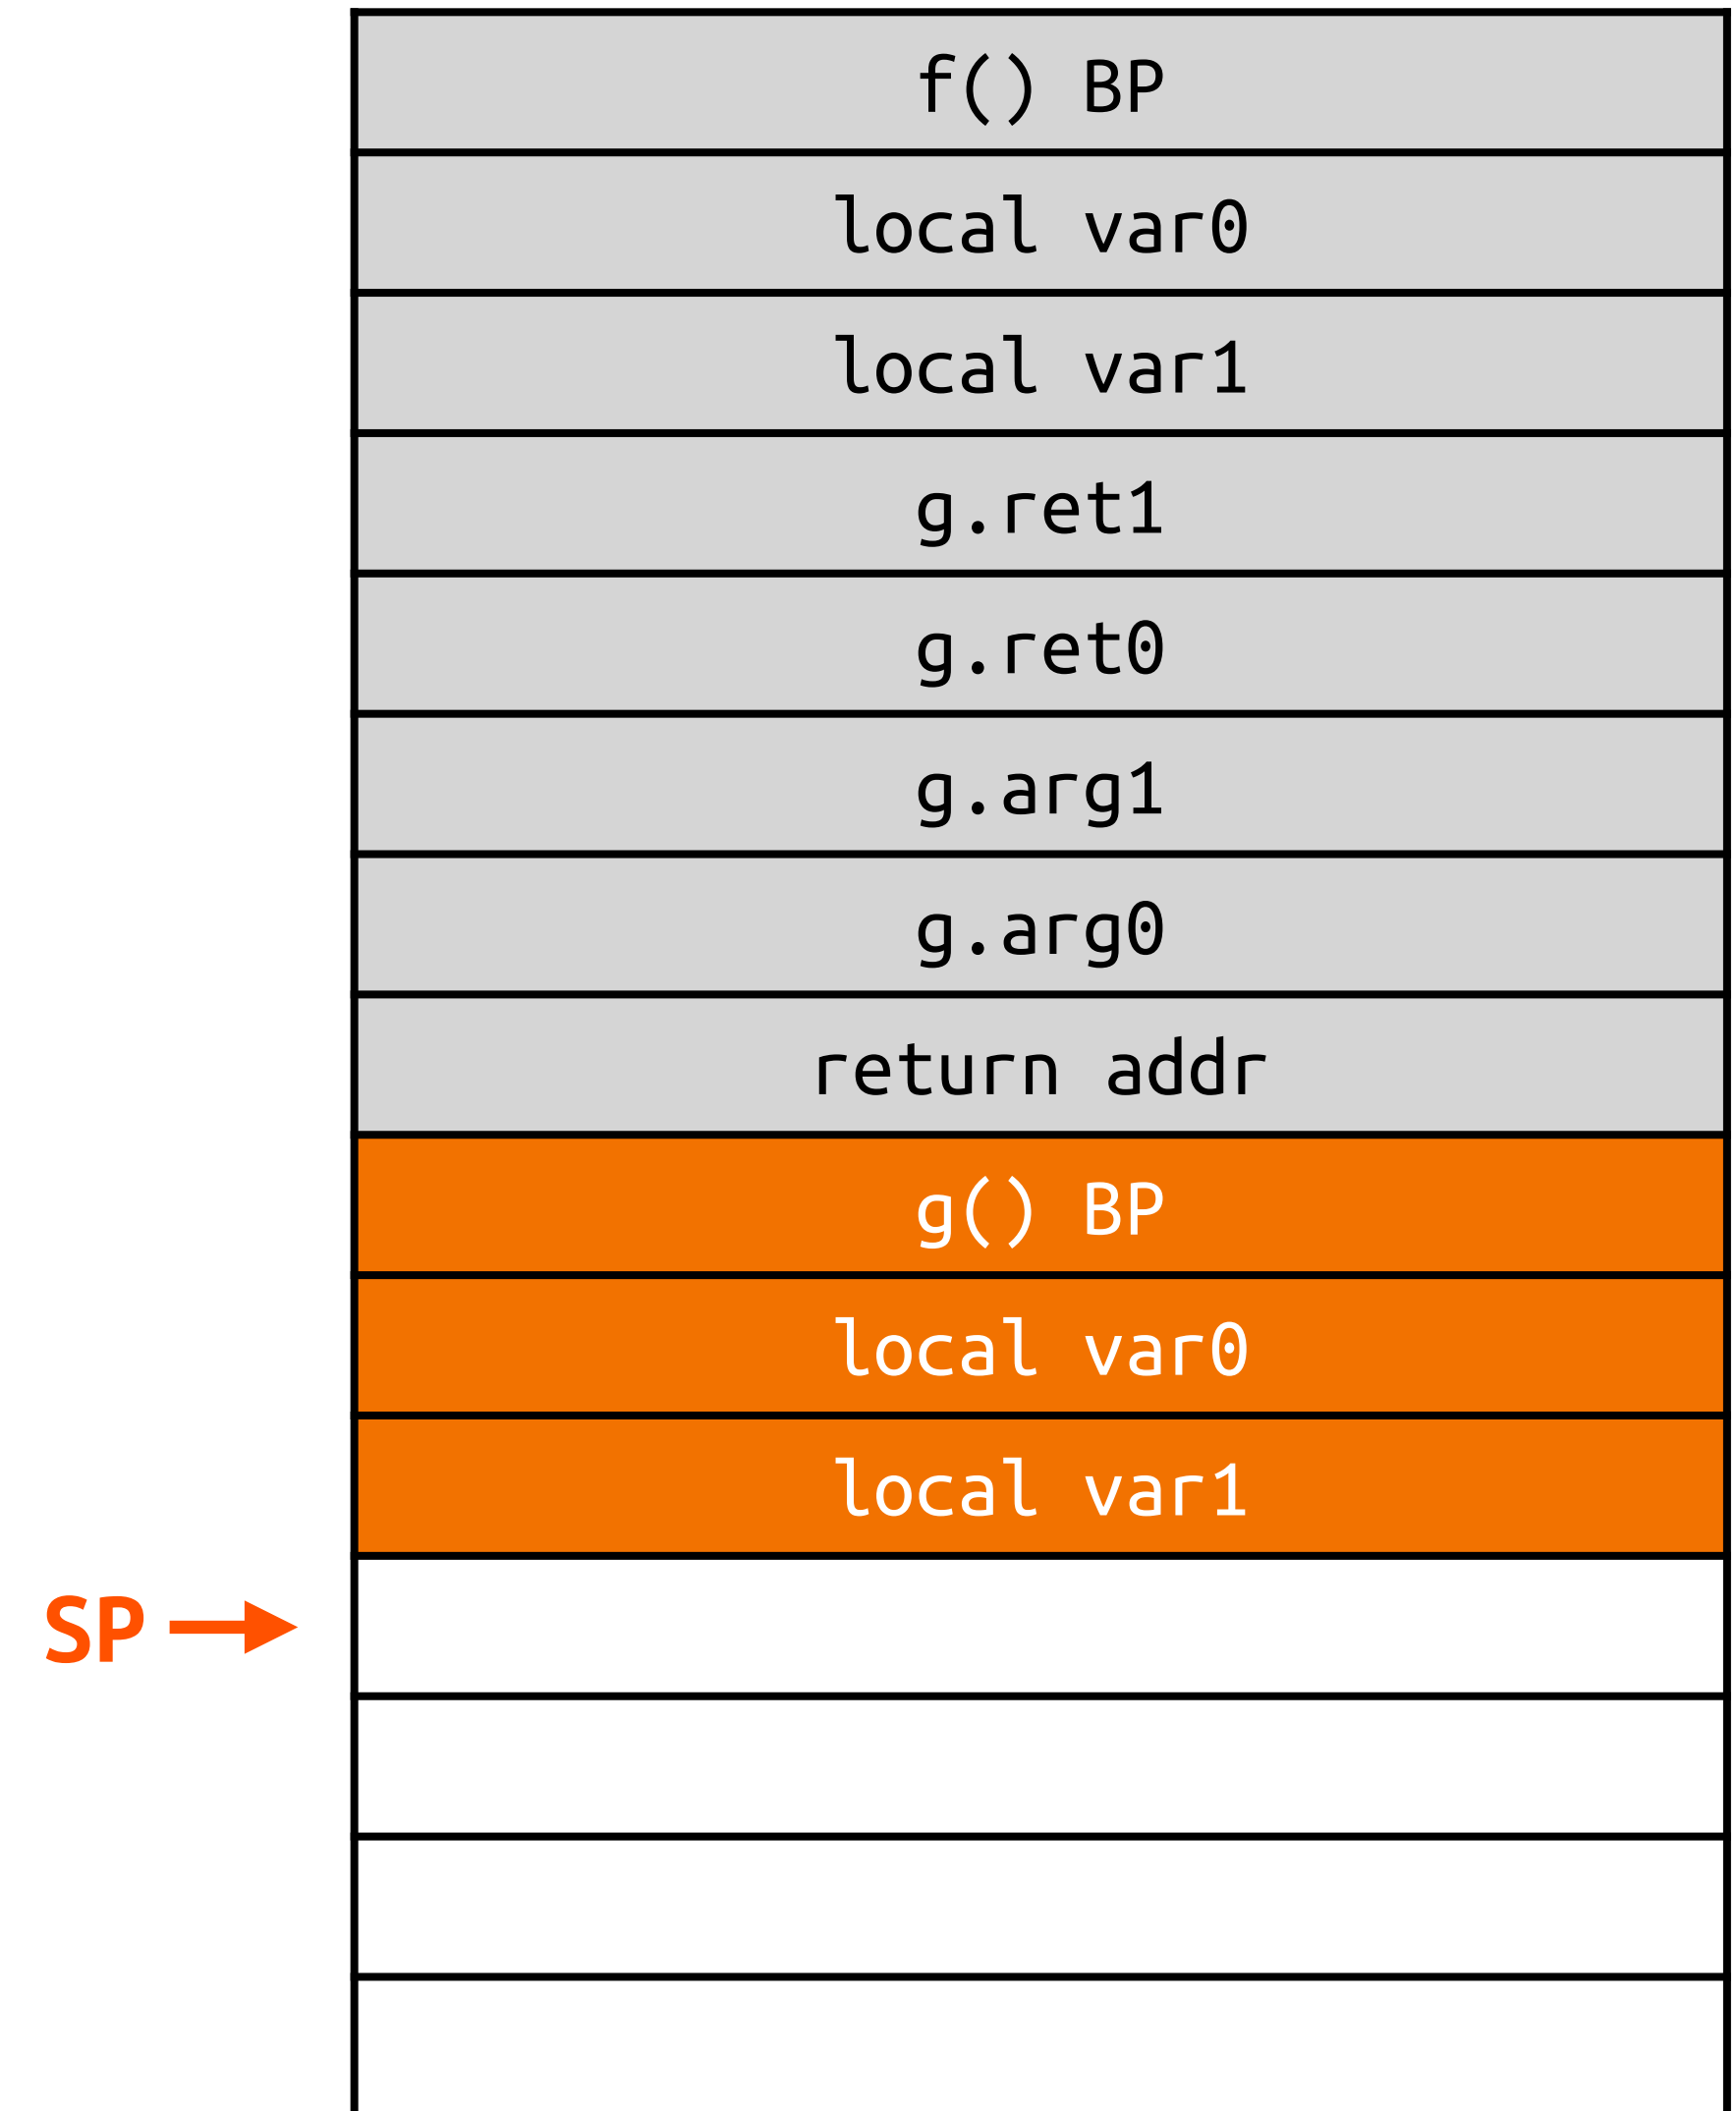 f() BP
local var0
local var1
g.ret1
g.ret0
g.arg1
g.arg0
return addr
g() BP
local var0
local var1
SP